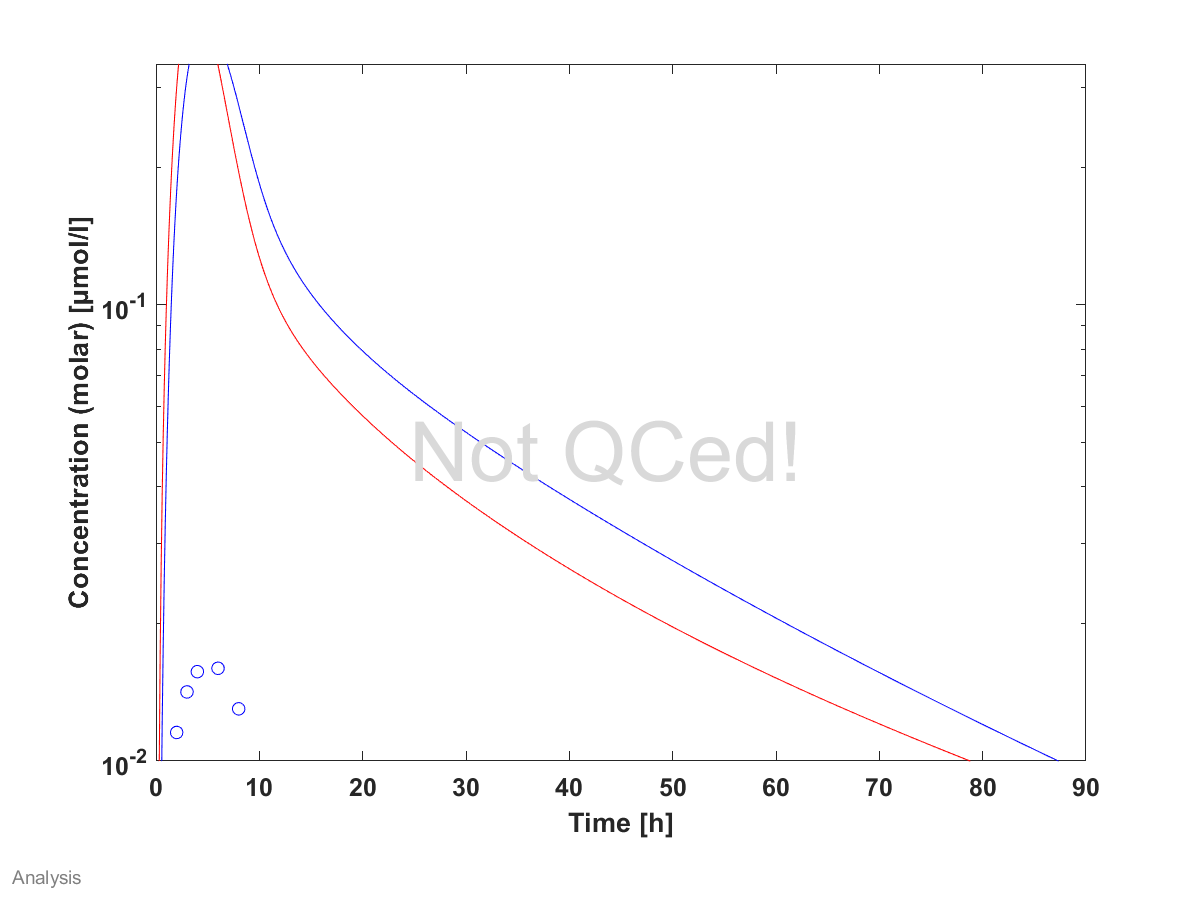 Concentration (molar) [µmol/l]
10^-1
10^-2
Not QCed!
0 10 20 30 40 50 60 70 80 90
Time [h]
Analysis